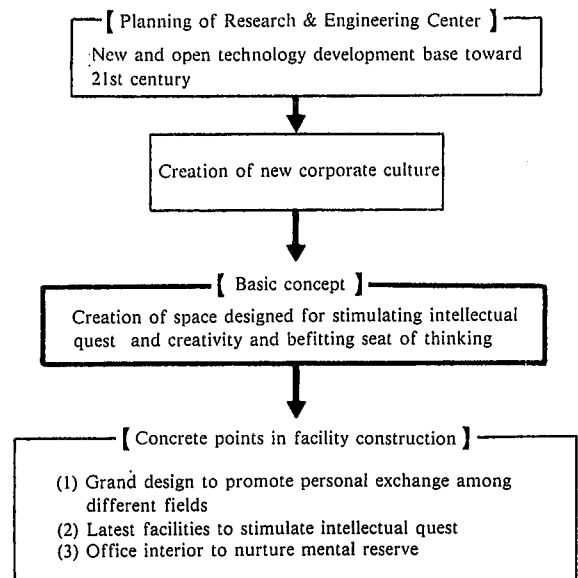 【 Planning of Research & Engineering Center 】
New and open technology development base toward
21st century
Creation of new corporate culture
【 Basic concept 】
Creation of space designed for stimulating intellectual
quest and creativity and befitting seat of thinking
【 Concrete points in facility construction 】
(1) Grand design to promote personal exchange among
different fields
(2) Latest facilities to stimulate intellectual quest
(3) Office interior to nurture mental reserve